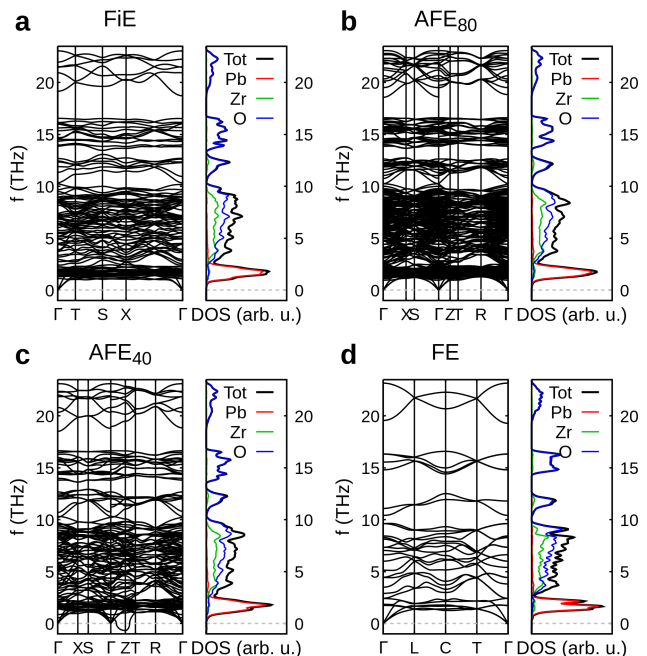 a FiE
Tot
Pb
Zr
O
f (THz)
20
15
10
5
0
20
15
10
5
0
Γ T S X Γ DOS (arb. u.)
b AFE80
Tot
Pb
Zr
O
f (THz)
20
15
10
5
0
20
15
10
5
0
Γ XS Γ ZT R Γ DOS (arb. u.)
c AFE40
Tot
Pb
Zr
O
f (THz)
20
15
10
5
0
20
15
10
5
0
Γ XS Γ ZT R Γ DOS (arb. u.)
d FE
Tot
Pb
Zr
O
f (THz)
20
15
10
5
0
20
15
10
5
0
Γ L C T Γ DOS (arb. u.)